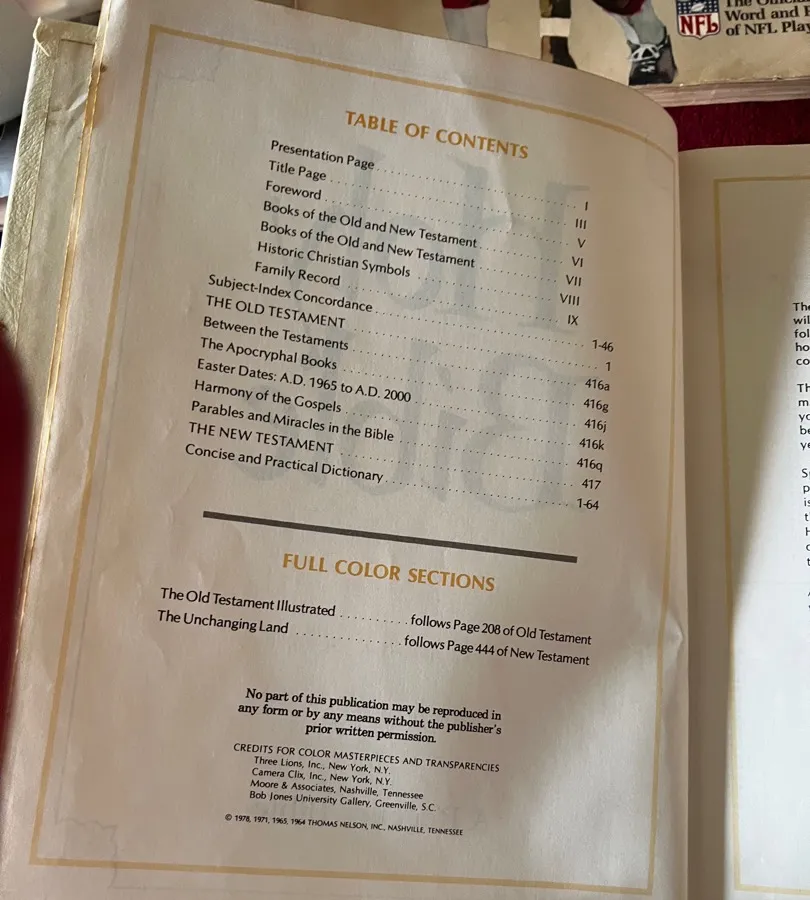 The Official
Word and
of NFL
NFL
TABLE OF CONTENTS
Presentation Page . . . . . . . . . . I
Title Page . . . . . . . . . . III
Foreword . . . . . . . . . . V
Books of the Old and New Testament . . . . . . . . . . VI
Books of the Old and New Testament . . . . . . . . . . VII
Historic Christian Symbols . . . . . . . . . . VIII
Family Record . . . . . . . . . . IX
Subject-Index Concordance . . . . . . . . . . 1-46
THE OLD TESTAMENT . . . . . . . . . . 1
Between the Testaments . . . . . . . . . . 416a
The Apocryphal Books . . . . . . . . . . 416g
Easter Dates: A.D. 1965 to A.D. 2000 . . . . . . . . . . 416j
Harmony of the Gospels . . . . . . . . . . 416k
Parables and Miracles in the Bible . . . . . . . . . . 416q
THE NEW TESTAMENT . . . . . . . . . . 417
Concise and Practical Dictionary . . . . . . . . . . 1-64
FULL COLOR SECTIONS
The Old Testament Illustrated . . . . . . . . . . follows Page 208 of Old Testament
The Unchanging Land . . . . . . . . . . follows Page 444 of New Testament
No part of this publication may be reproduced in
any form or by any means without the publisher's
prior written permission.
CREDITS FOR COLOR MASTERPIECES AND TRANSPARENCIES
Three Lions, Inc., New York, N.Y.
Camera Clix, Inc., New York, N.Y.
Moore & Associates, Nashville, Tennessee
Bob Jones University Gallery, Greenville, S.C.
© 1978, 1971, 1965, 1964 THOMAS NELSON, INC., NASHVILLE, TENNESSEE